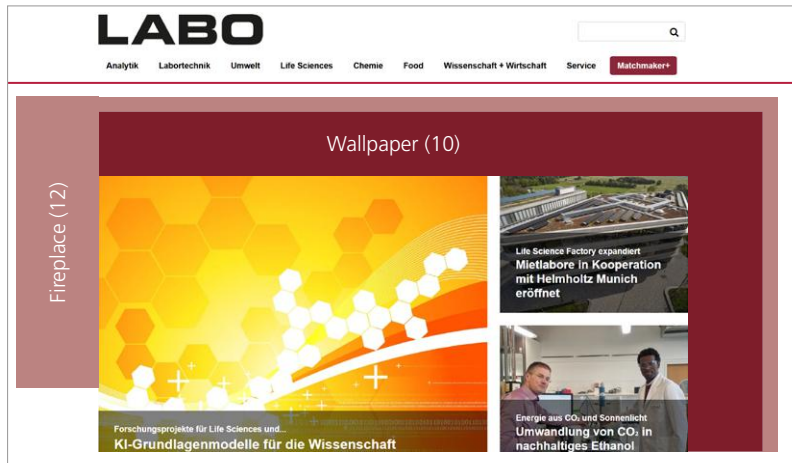 LABO
Analytik Labortechnik Umwelt Life Sciences Chemie Food Wissenschaft + Wirtschaft Service Matchmaker+
Wallpaper (10)
Fireplace (12)
Life Science Factory expandiert
Mietlabore in Kooperation
mit Helmholtz Munich
eröffnet
Forschungsprojekte für Life Sciences und...
KI-Grundlagenmodelle für die Wissenschaft
Energie aus CO₂ und Sonnenlicht
Umwandlung von CO₂ in
nachhaltiges Ethanol